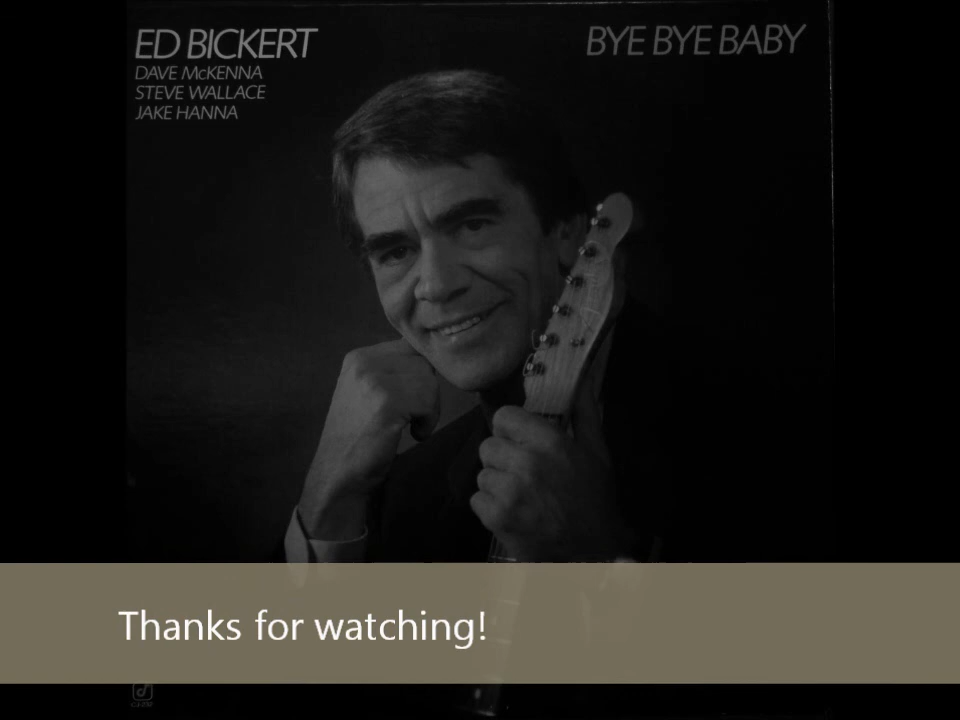 ED BICKERT
DAVE McKENNA
STEVE WALLACE
JAKE HANNA
BYE BYE BABY
Thanks for watching!